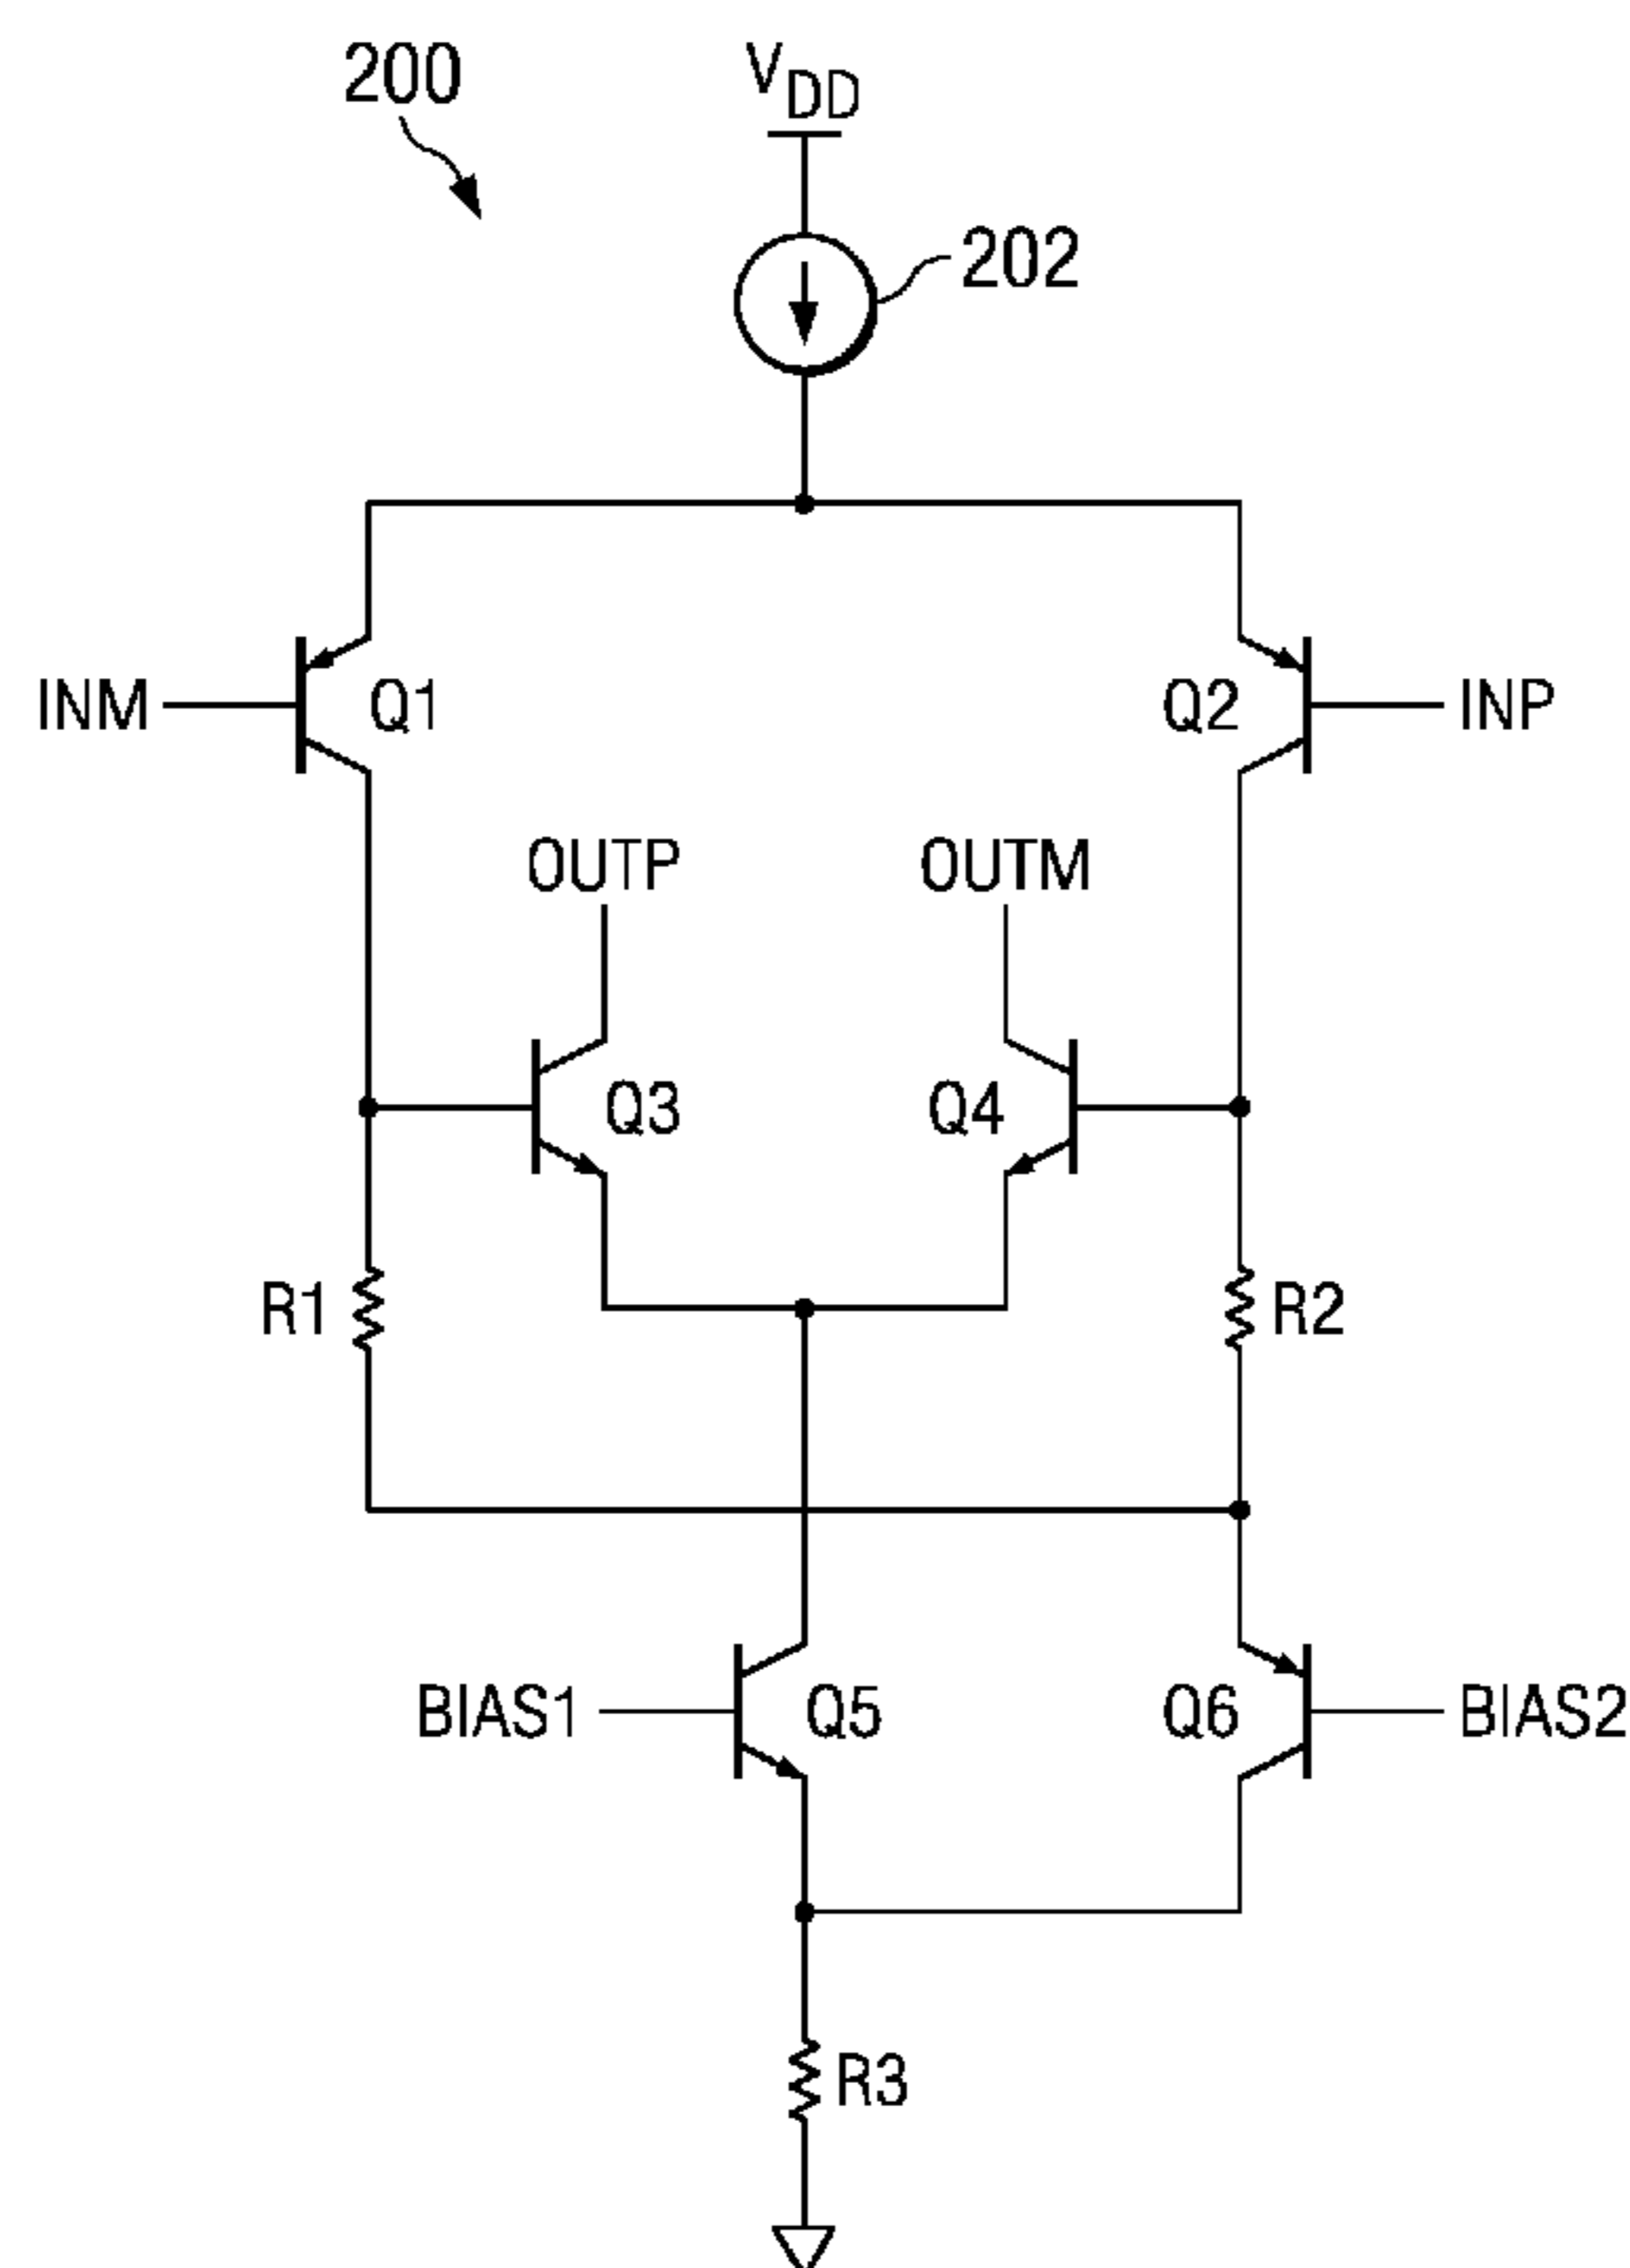 200
VDD
202
INM
Q1
Q2
INP
OUTP
OUTM
Q3
Q4
R1
R2
BIAS1
Q5
Q6
BIAS2
R3